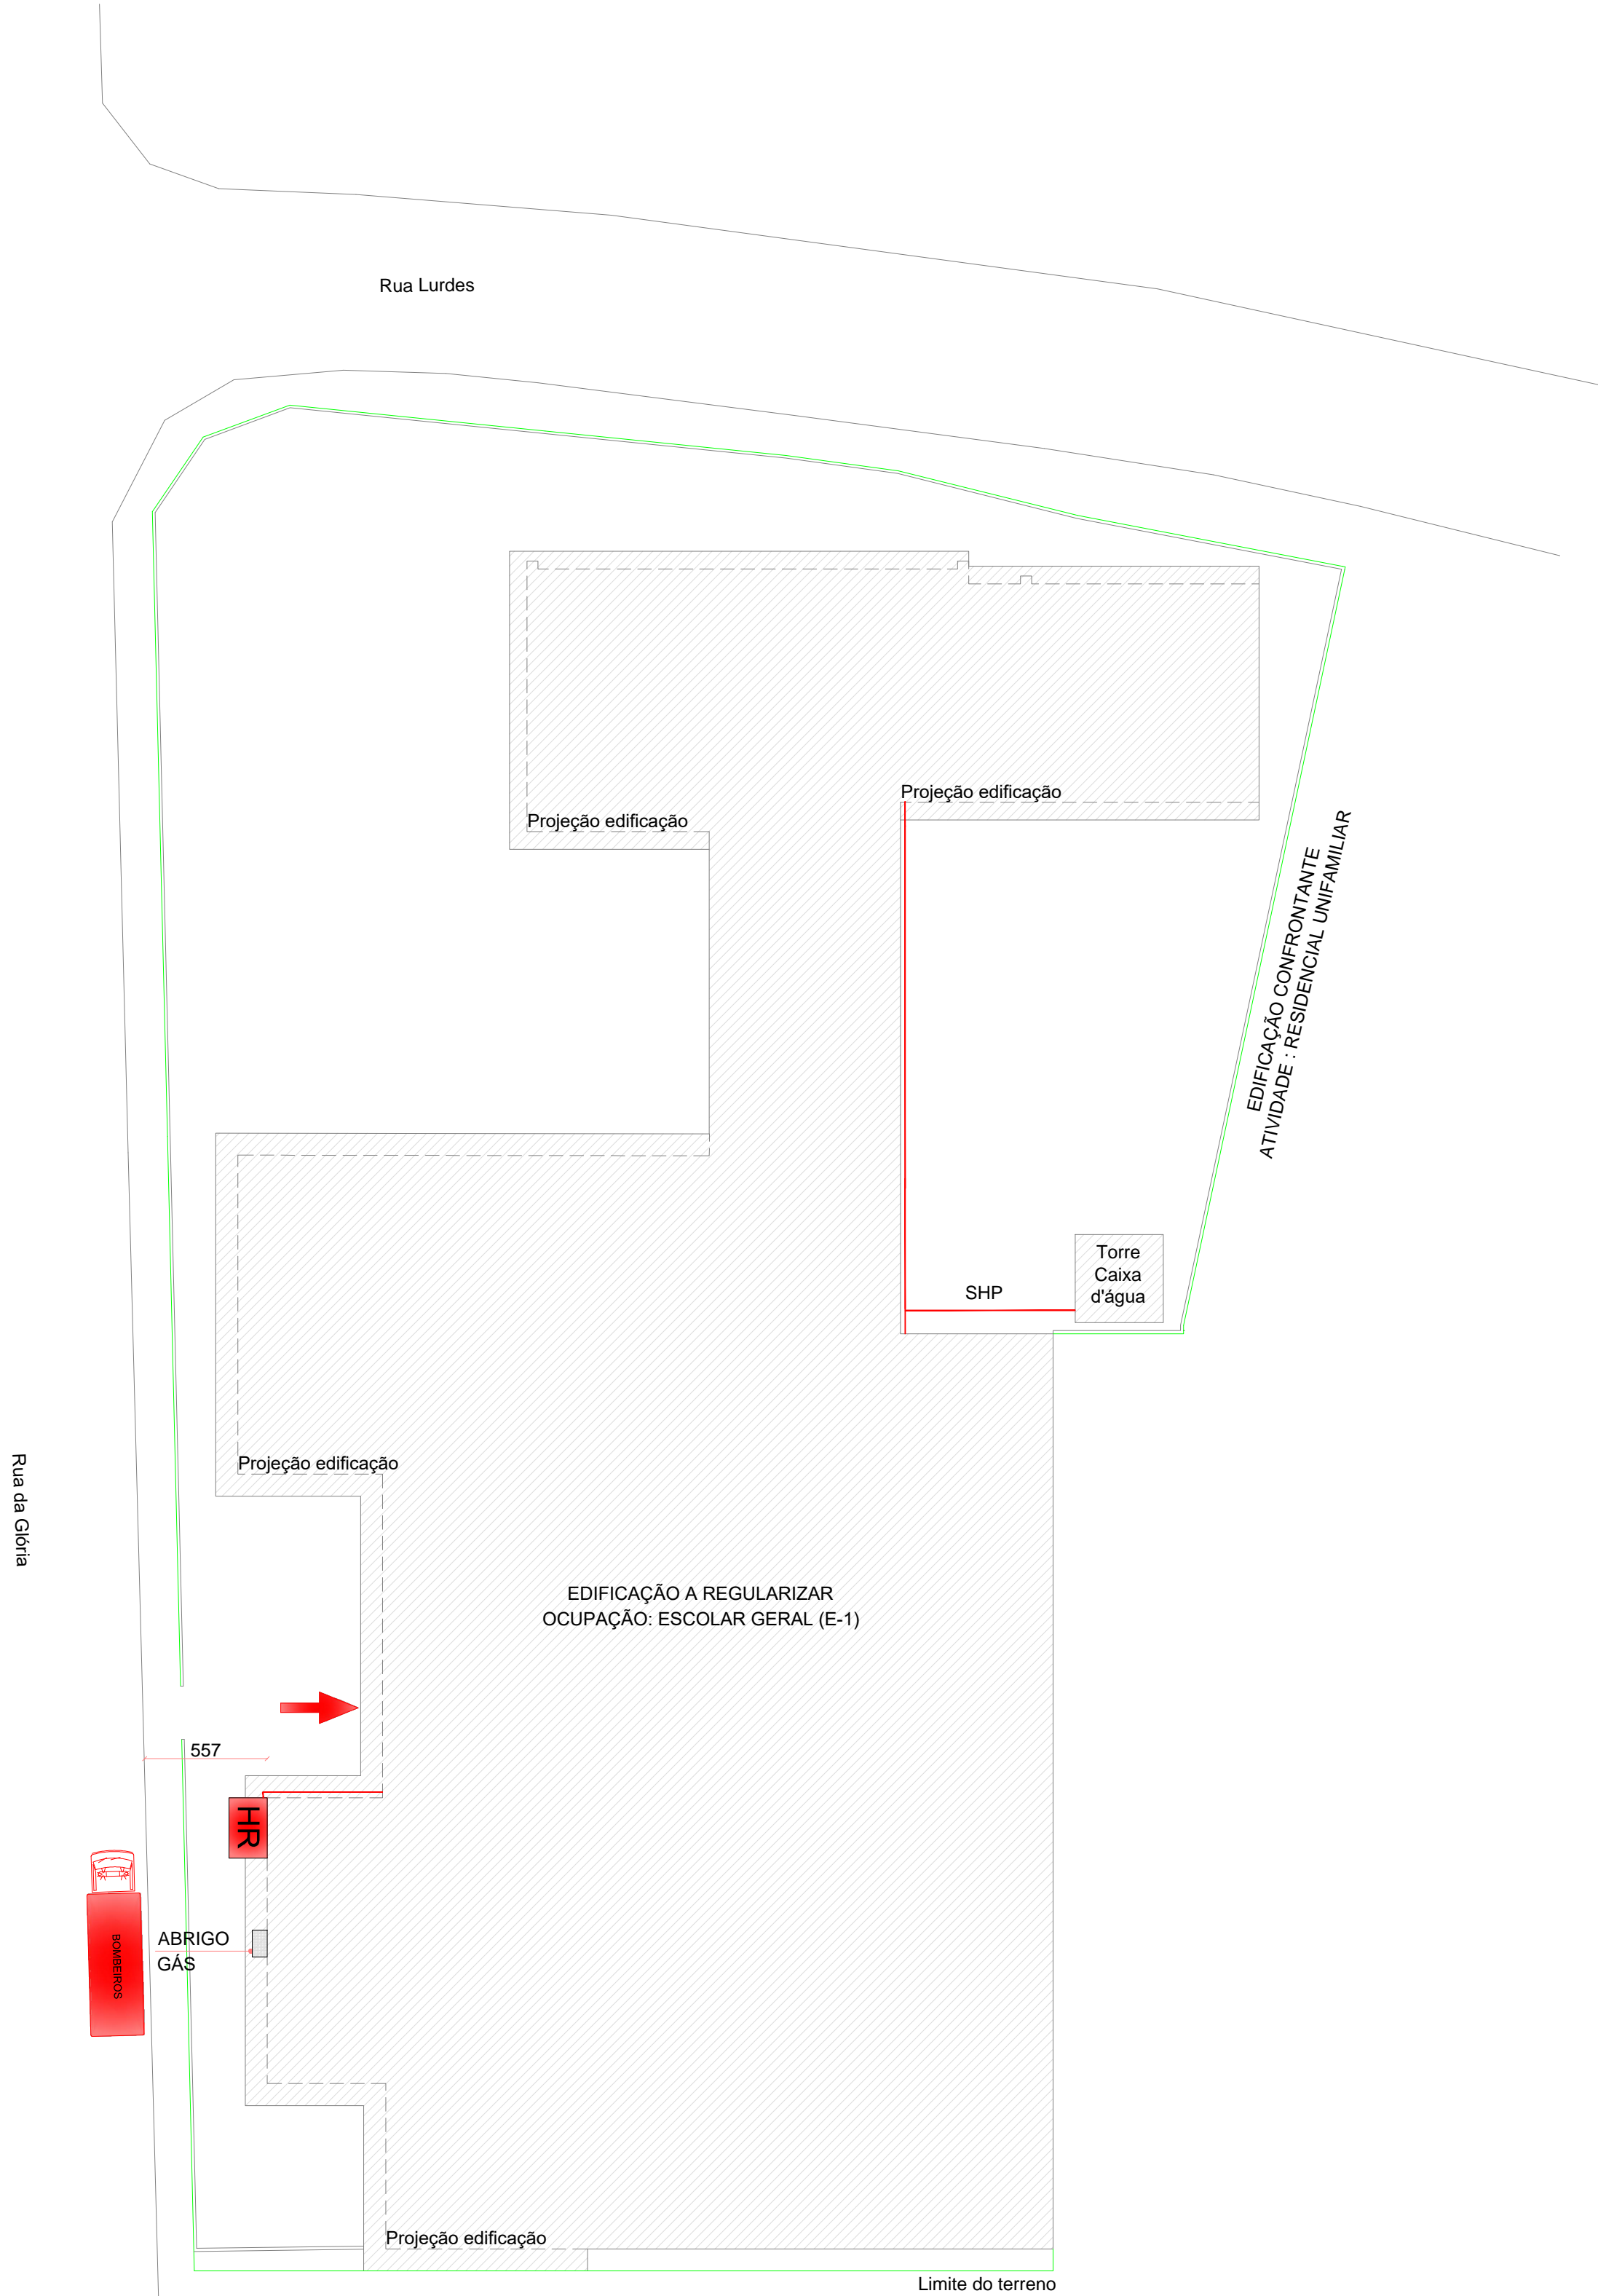 Rua Lurdes
Projeção edificação
Projeção edificação
EDIFICAÇÃO CONFRONTANTE
ATIVIDADE : RESIDENCIAL UNIFAMILIAR
Torre
Caixa
d'água
SHP
Projeção edificação
Rua da Glória
EDIFICAÇÃO A REGULARIZAR
OCUPAÇÃO: ESCOLAR GERAL (E-1)
557
HR
ABRIGO
GÁS
BOMBEIROS
Projeção edificação
Limite do terreno